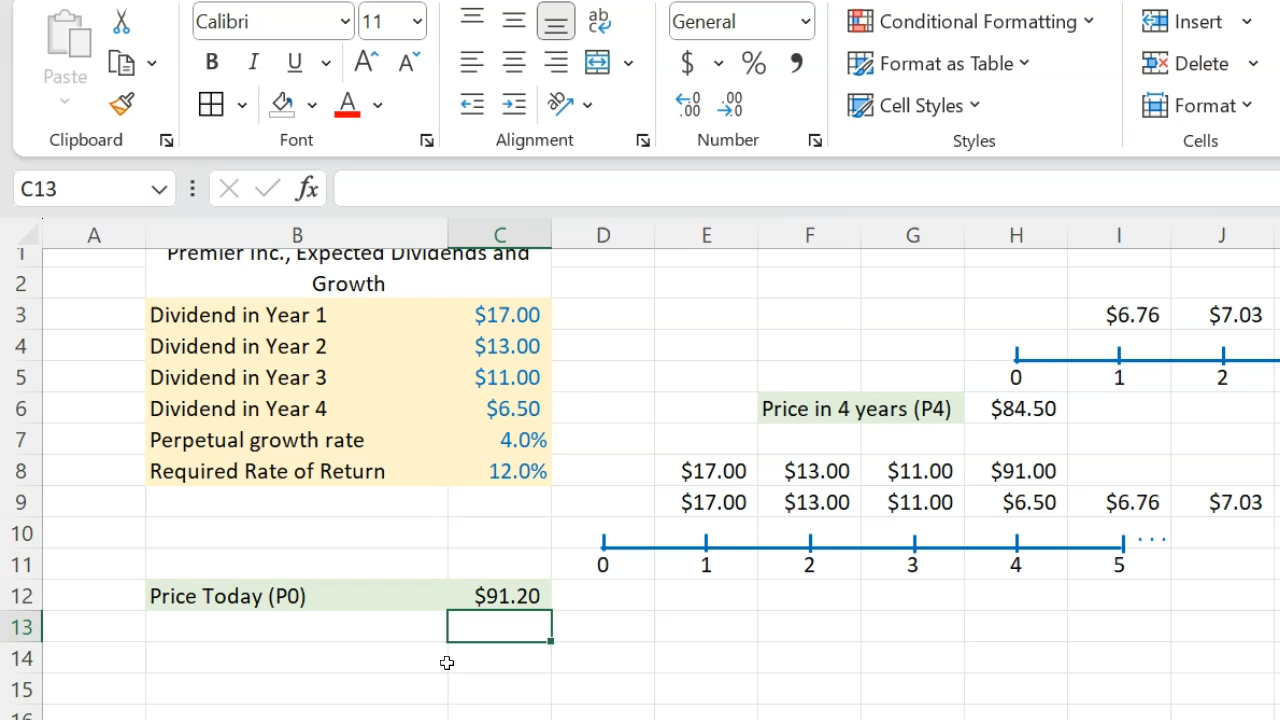 Calibri 11 General Conditional Formatting Insert
Paste B I U A A $ % 9 Format as Table Delete
A Cell Styles Format
Clipboard Font Alignment Number Styles Cells
C13 fx
A B C D E F G H I J
1 Premier Inc., Expected Dividends and
2 Growth
3 Dividend in Year 1 $17.00 $6.76 $7.03
4 Dividend in Year 2 $13.00
5 Dividend in Year 3 $11.00 0 1 2
6 Dividend in Year 4 $6.50 Price in 4 years (P4) $84.50
7 Perpetual growth rate 4.0%
8 Required Rate of Return 12.0% $17.00 $13.00 $11.00 $91.00
9 $17.00 $13.00 $11.00 $6.50 $6.76 $7.03
10 ...
11 0 1 2 3 4 5
12 Price Today (P0) $91.20
13
14
15
16